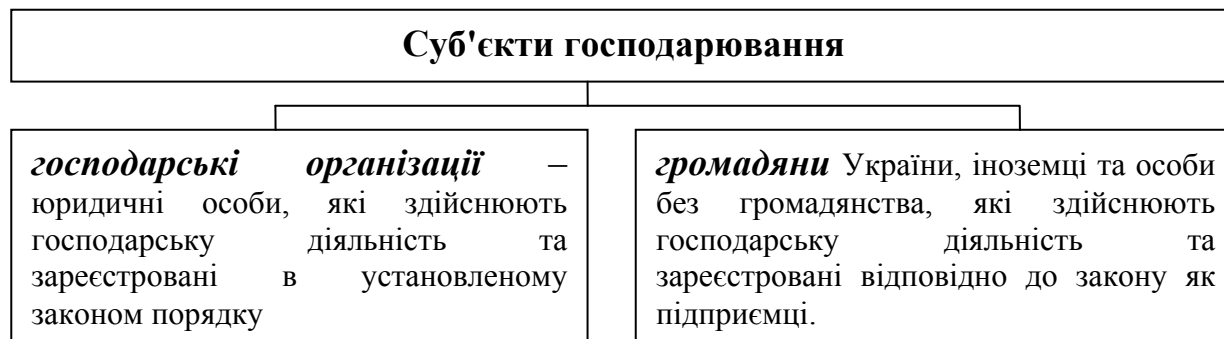 Суб'єкти господарювання
господарські організації –
юридичні особи, які здійснюють
господарську діяльність та
зареєстровані в установленому
законом порядку
громадяни України, іноземці та особи
без громадянства, які здійснюють
господарську діяльність та
зареєстровані відповідно до закону як
підприємці.